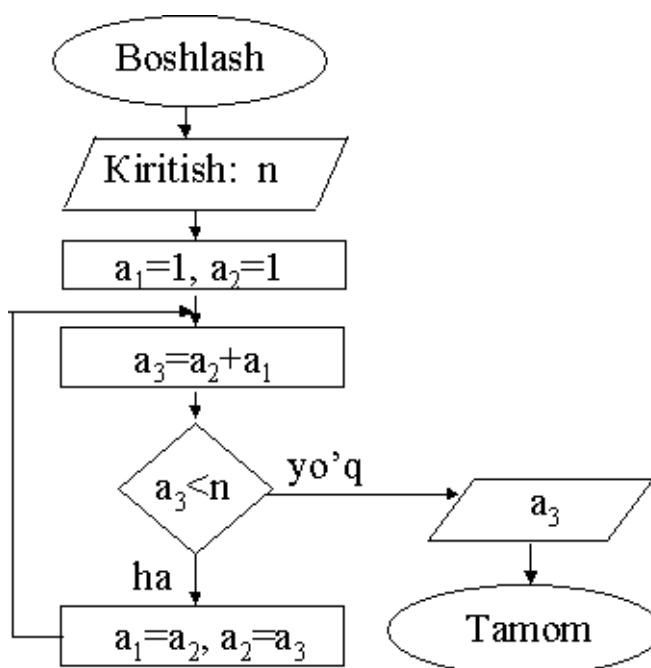 Boshlash
Kiritish: n
a₁=1, a₂=1
a₃=a₂+a₁
a₃<n
yo’q
a₃
ha
a₁=a₂, a₂=a₃
Tamom